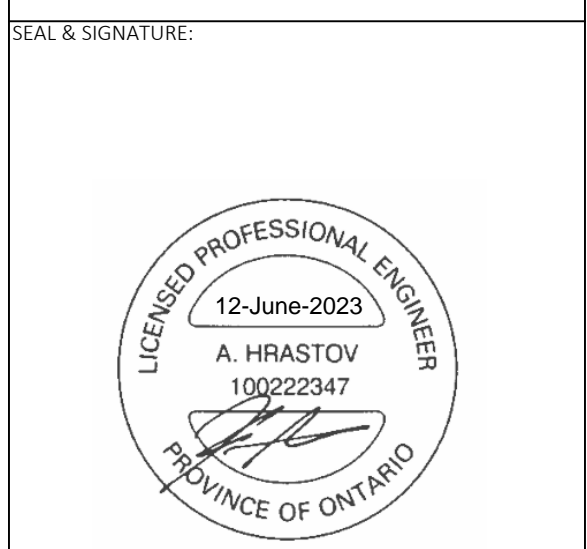 SEAL & SIGNATURE:
LICENSED PROFESSIONAL ENGINEER
12-June-2023
A. HRASTOV
100222347
PROVINCE OF ONTARIO